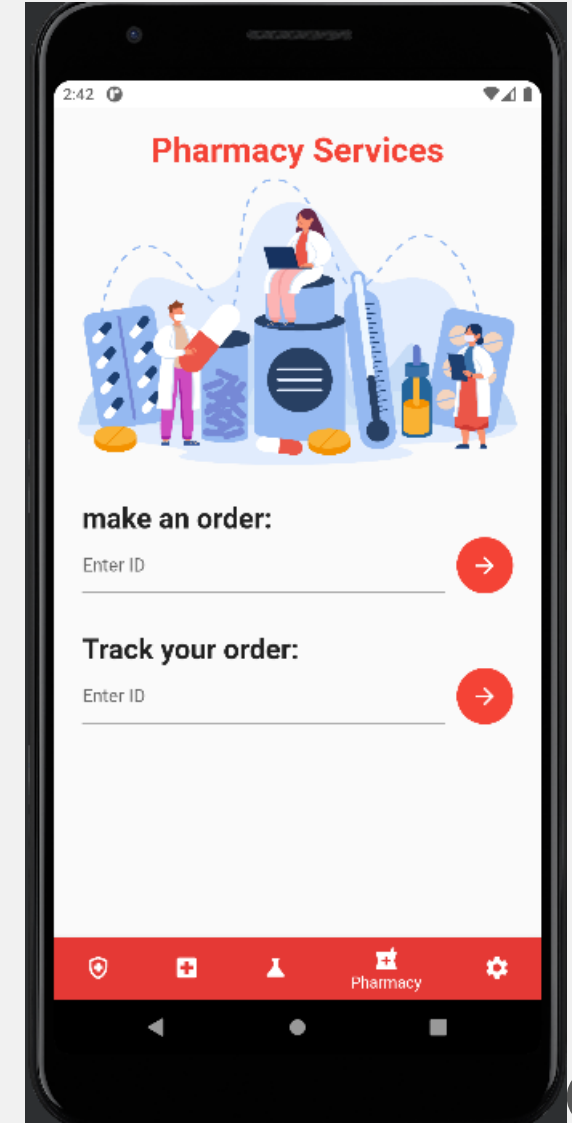 2:42
Pharmacy Services
make an order:
Enter ID
Track your order:
Enter ID
Pharmacy